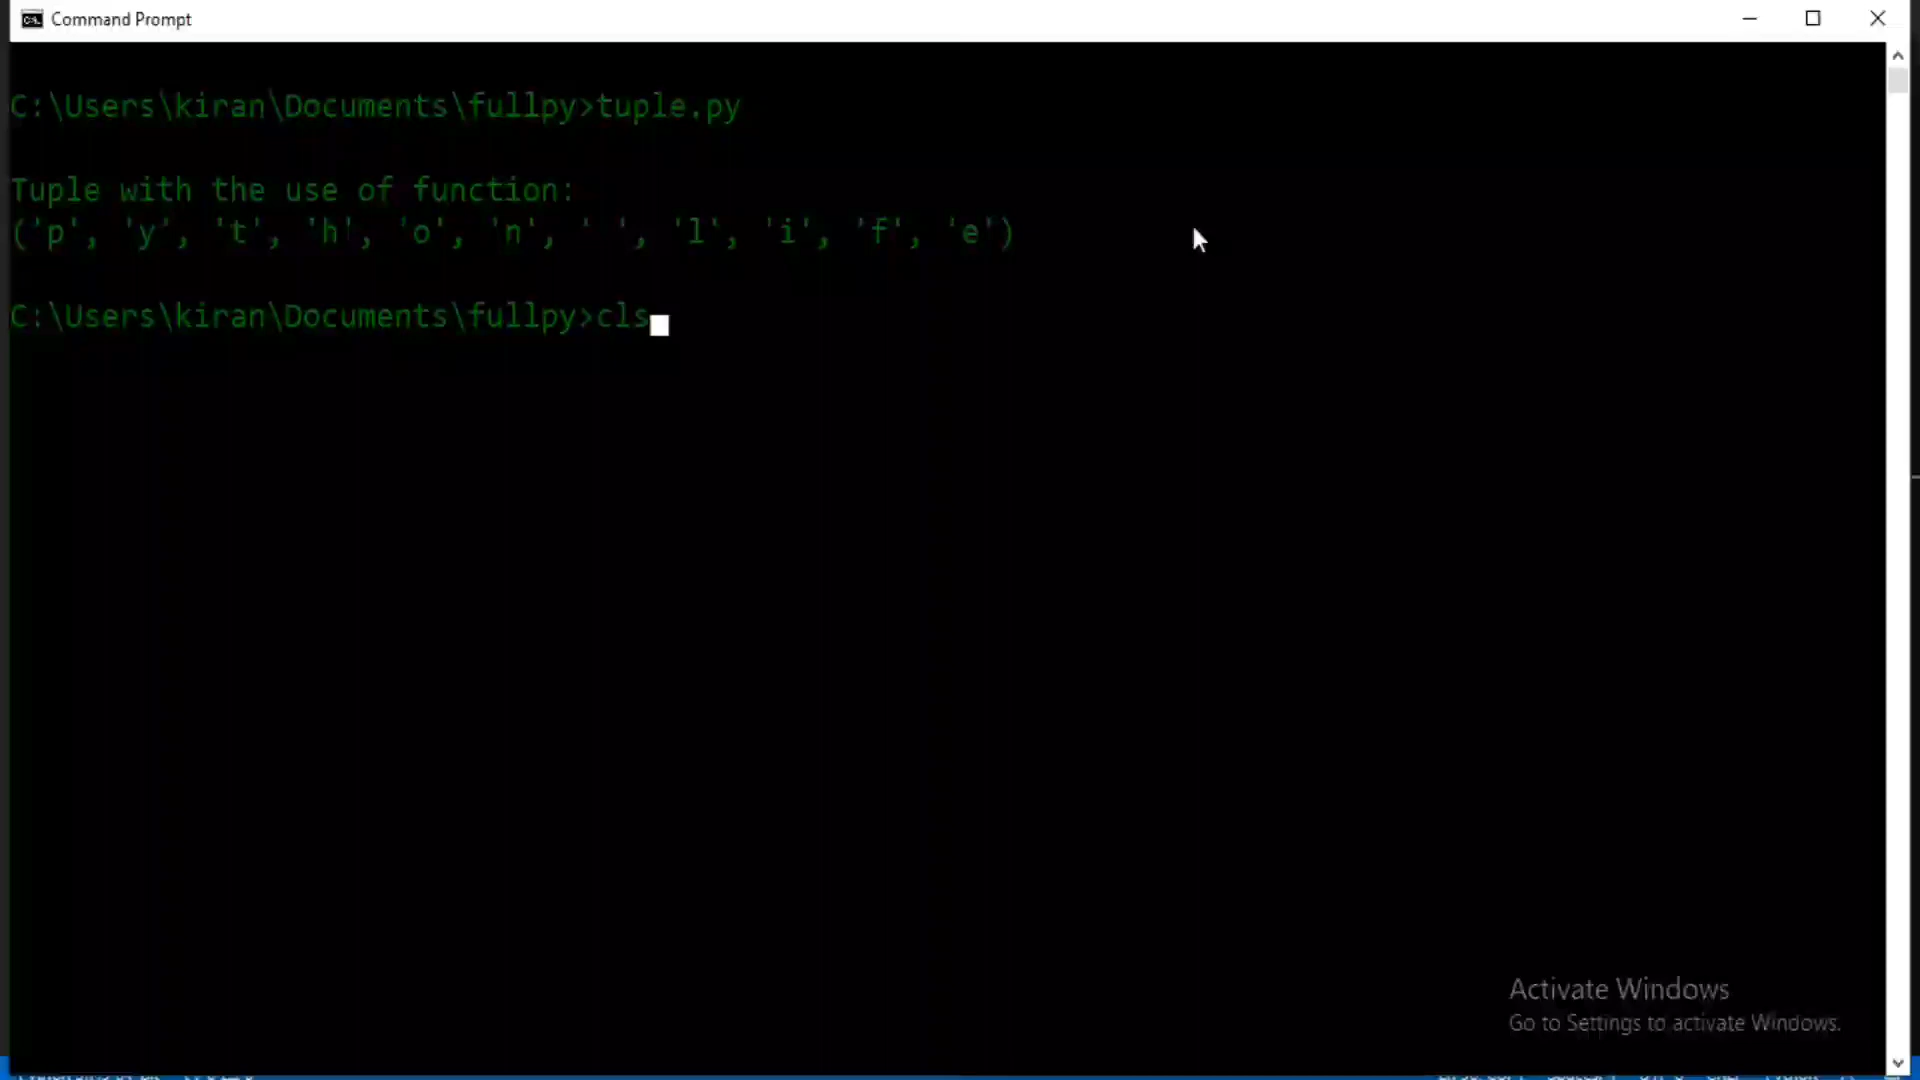 Command Prompt
C:\Users\kiran\Documents\fullpy>tuple.py
Tuple with the use of function:
('p', 'y', 't', 'h', 'o', 'n', ' ', 'l', 'i', 'f', 'e')
C:\Users\kiran\Documents\fullpy>cls
Activate Windows
Go to Settings to activate Windows.